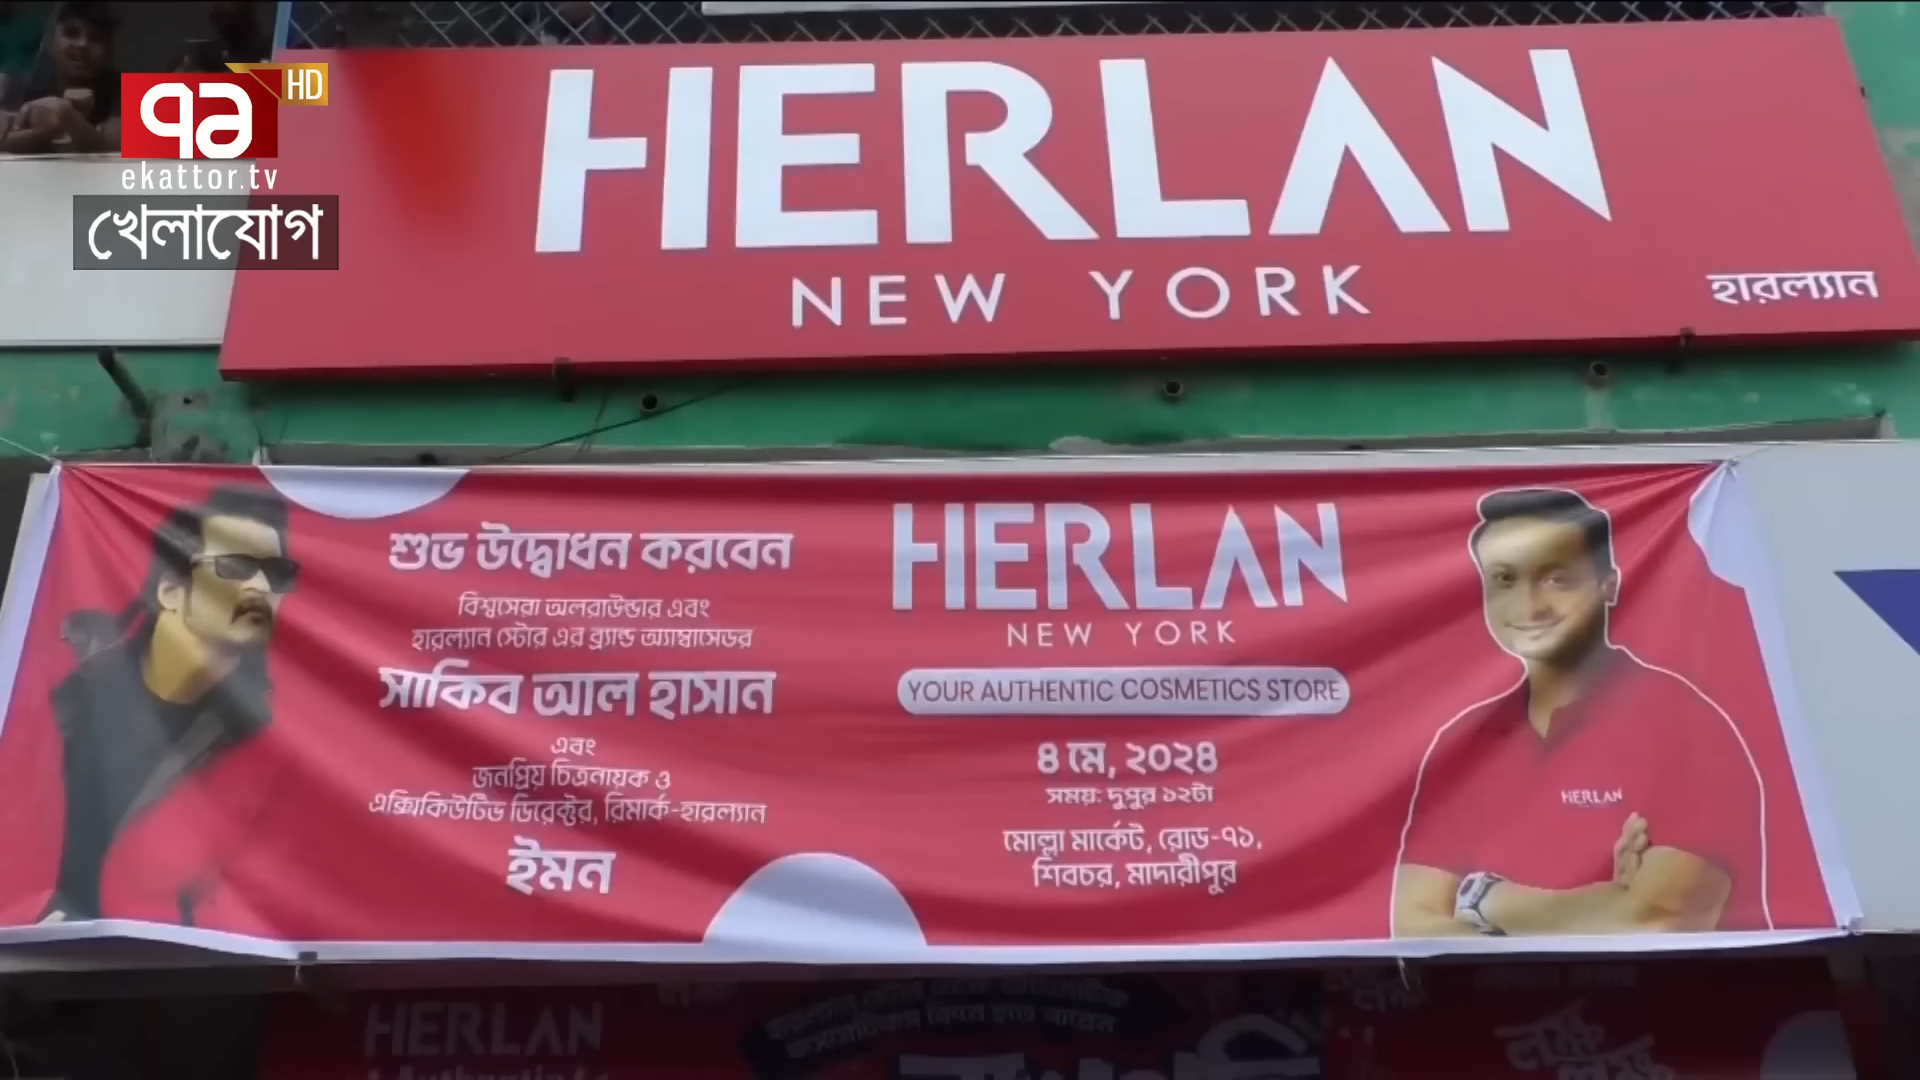 HERLAN
NEW YORK
হারল্যান
৭১ HD
ekattor.tv
খেলাযোগ
শুভ উদ্বোধন করবেন
বিশ্বসেরা অলরাউন্ডার এবং
হারল্যান স্টোর এর ব্র্যান্ড অ্যাম্বাসেডর
সাকিব আল হাসান
এবং
জনপ্রিয় চিত্রনায়ক ও
এক্সিকিউটিভ ডিরেক্টর, রিমার্ক-হারল্যান
ইমন
HERLAN
NEW YORK
YOUR AUTHENTIC COSMETICS STORE
৪ মে, ২০২৪
সময়: দুপুর ১২টা
মোল্লা মার্কেট, রোড-৭১,
শিবচর, মাদারীপুর
HERLAN
HERLAN